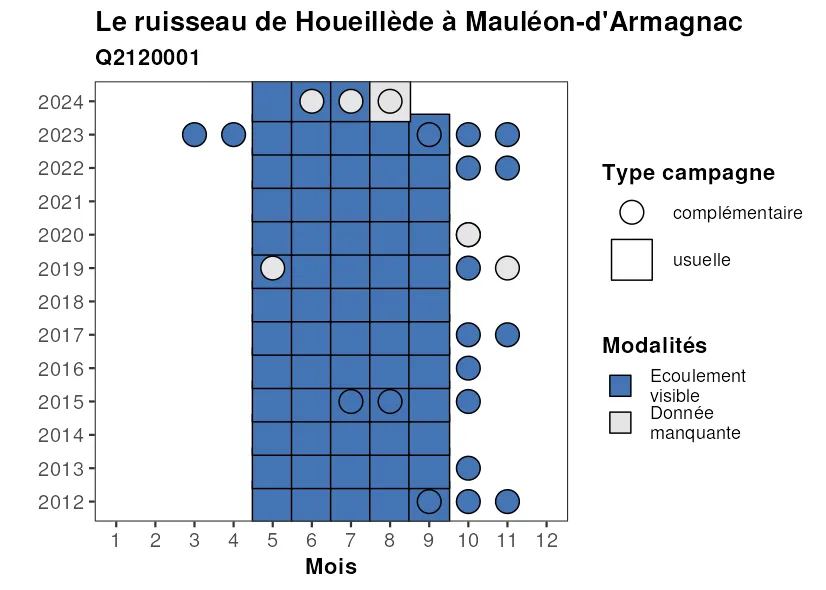 Le ruisseau de Houeillède à Mauléon-d'Armagnac
Q2120001
2024
2023
2022
2021
2020
2019
2018
2017
2016
2015
2014
2013
2012
1 2 3 4 5 6 7 8 9 10 11 12
Mois
Type campagne
complémentaire
usuelle
Modalités
Ecoulement
visible
Donnée
manquante